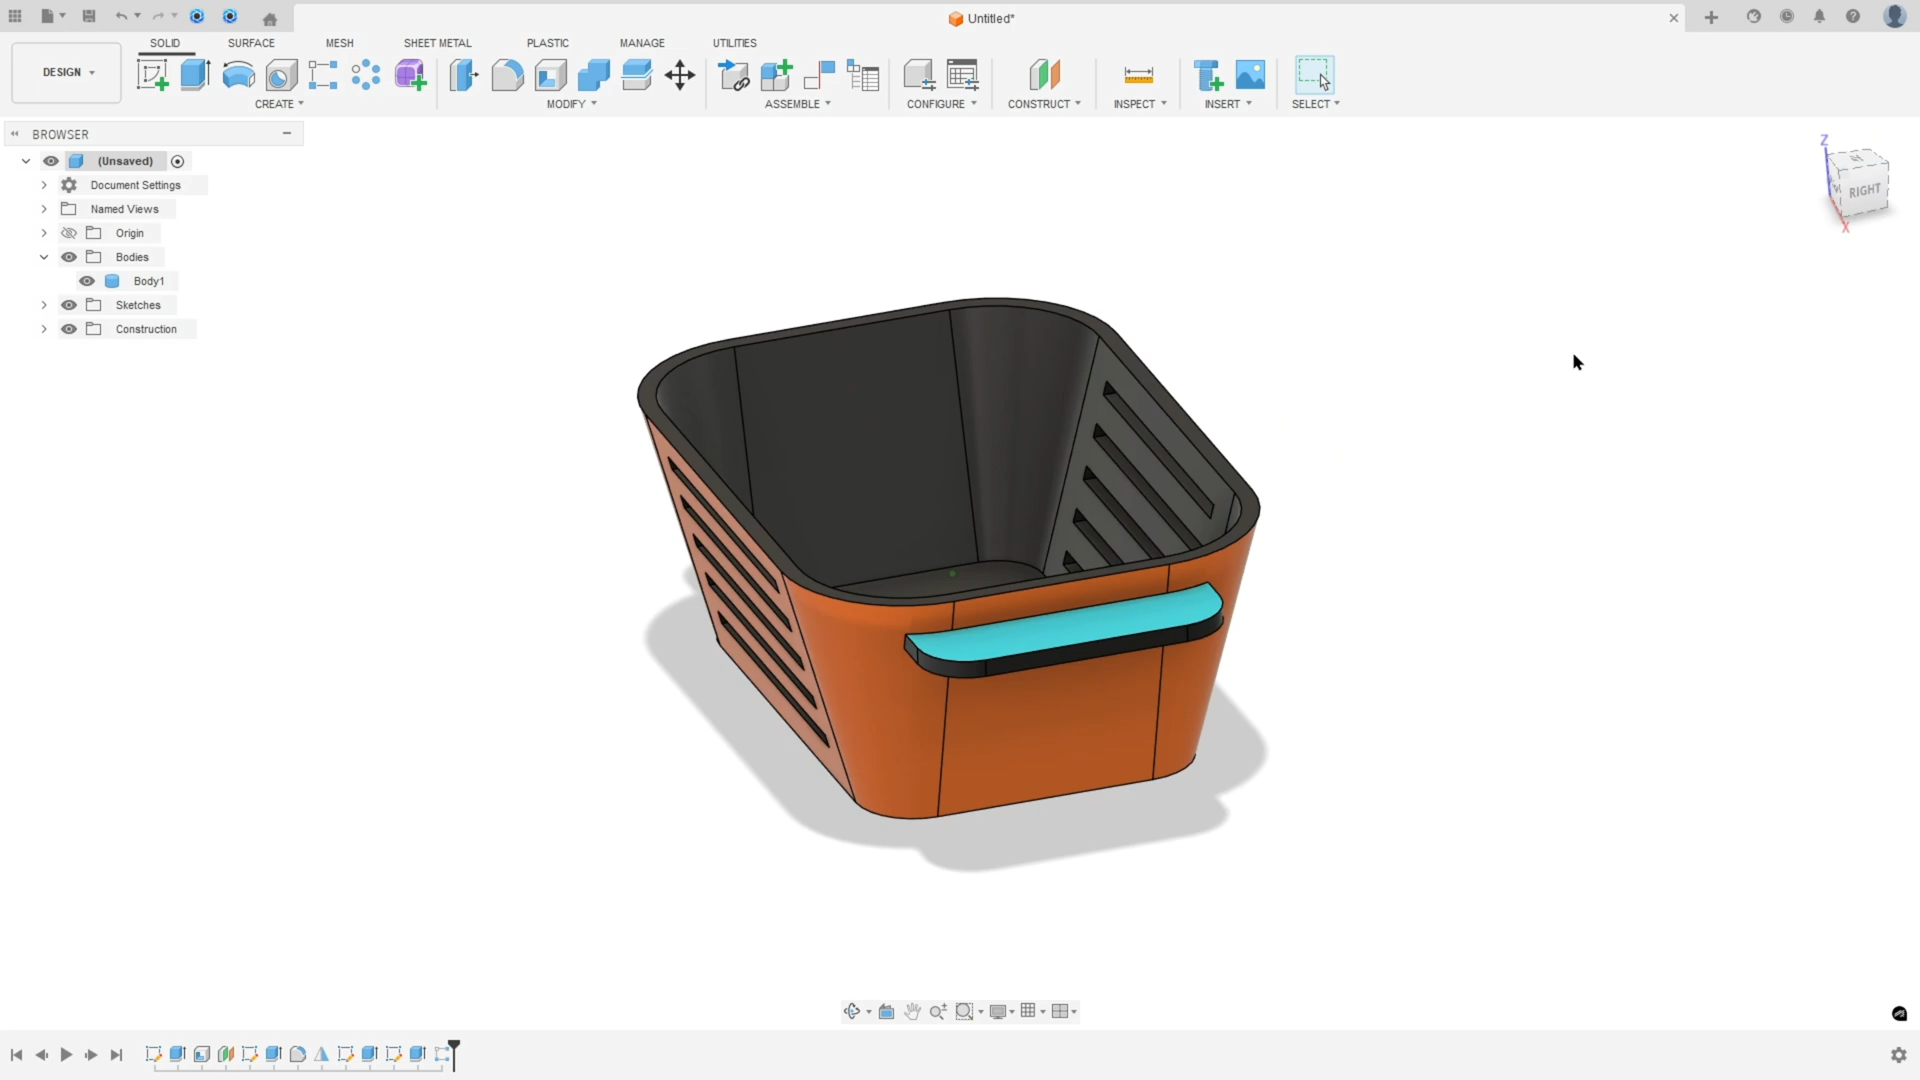 Untitled*
SOLID SURFACE MESH SHEET METAL PLASTIC MANAGE UTILITIES
DESIGN
CREATE MODIFY ASSEMBLE CONFIGURE CONSTRUCT INSPECT INSERT SELECT
BROWSER
(Unsaved)
Document Settings
Named Views
Origin
Bodies
Body1
Sketches
Construction
Z
RIGHT
X